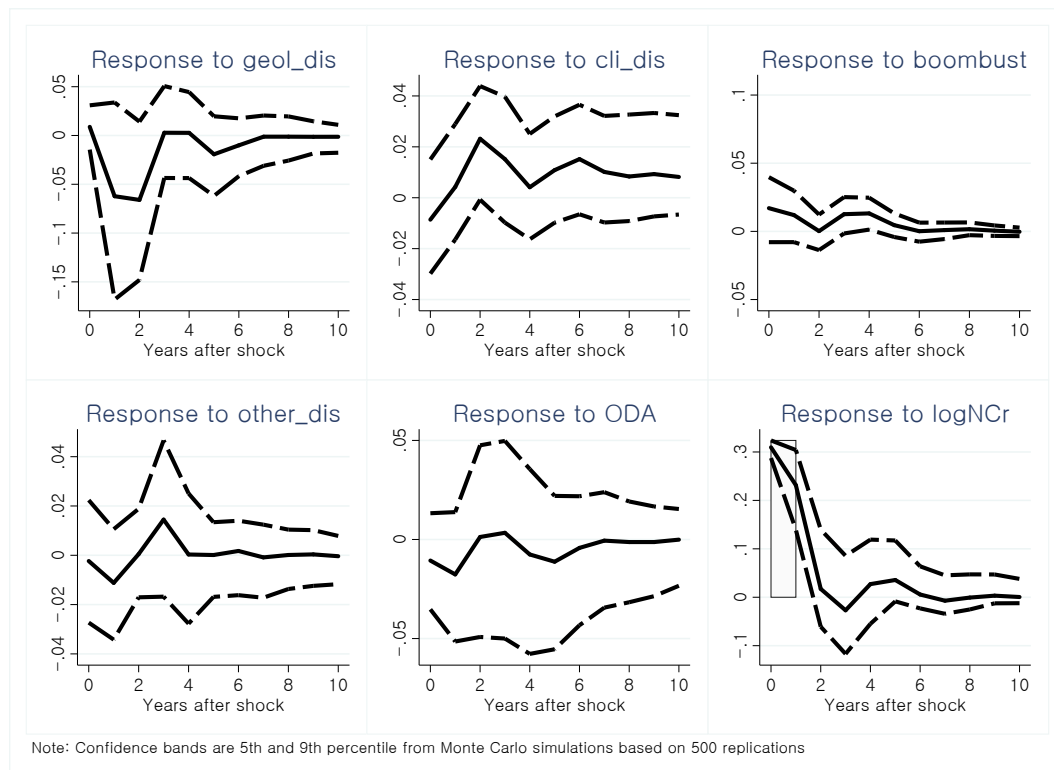 Response to geol_dis
Response to cli_dis
Response to boombust
.05
0
-.05
-.1
-.15
0 2 4 6 8 10
Years after shock
.04
.02
0
-.02
-.04
0 2 4 6 8 10
Years after shock
.1
.05
0
-.05
0 2 4 6 8 10
Years after shock
Response to other_dis
Response to ODA
Response to logNCr
.04
.02
0
-.02
-.04
0 2 4 6 8 10
Years after shock
.05
0
-.05
0 2 4 6 8 10
Years after shock
.3
.2
.1
0
-.1
0 2 4 6 8 10
Years after shock
Note: Confidence bands are 5th and 9th percentile from Monte Carlo simulations based on 500 replications